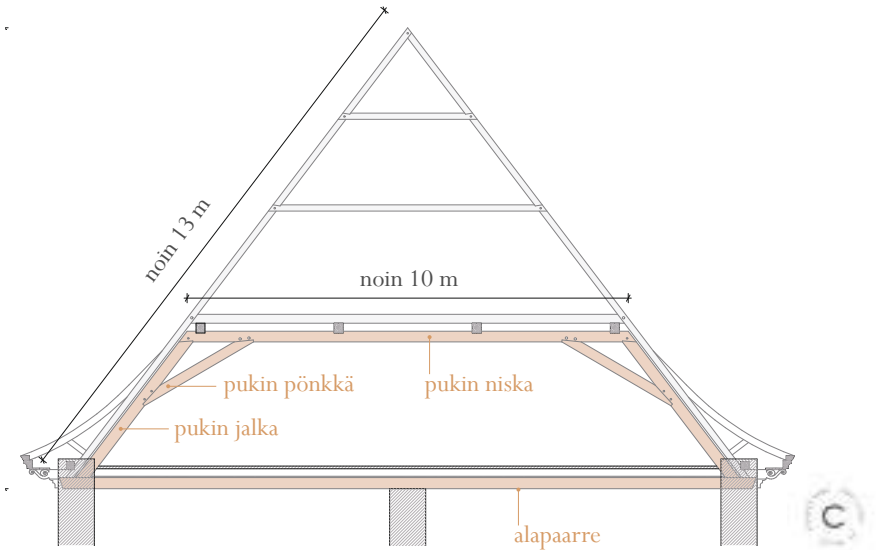 noin 13 m
noin 10 m
pukin pönkkä
pukin niska
pukin jalka
alapaarre
C